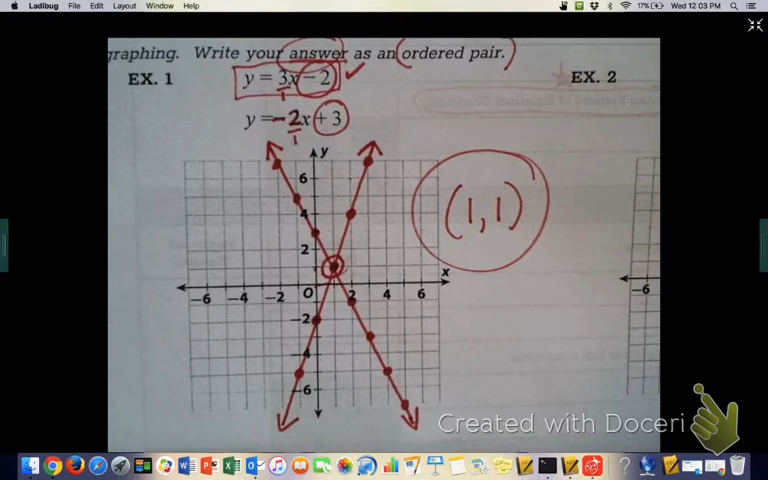 Ladibug File Edit Layout Window Help 17% Wed 12:03 PM
graphing. Write your answer as an ordered pair.
EX. 1
y = 3x − 2
1
EX. 2
y = −2x + 3
1
y
6
4
2
(1,1)
x
−6 −4 −2 O 2 4 6
−6
−2
−4
−6
Created with Doceri